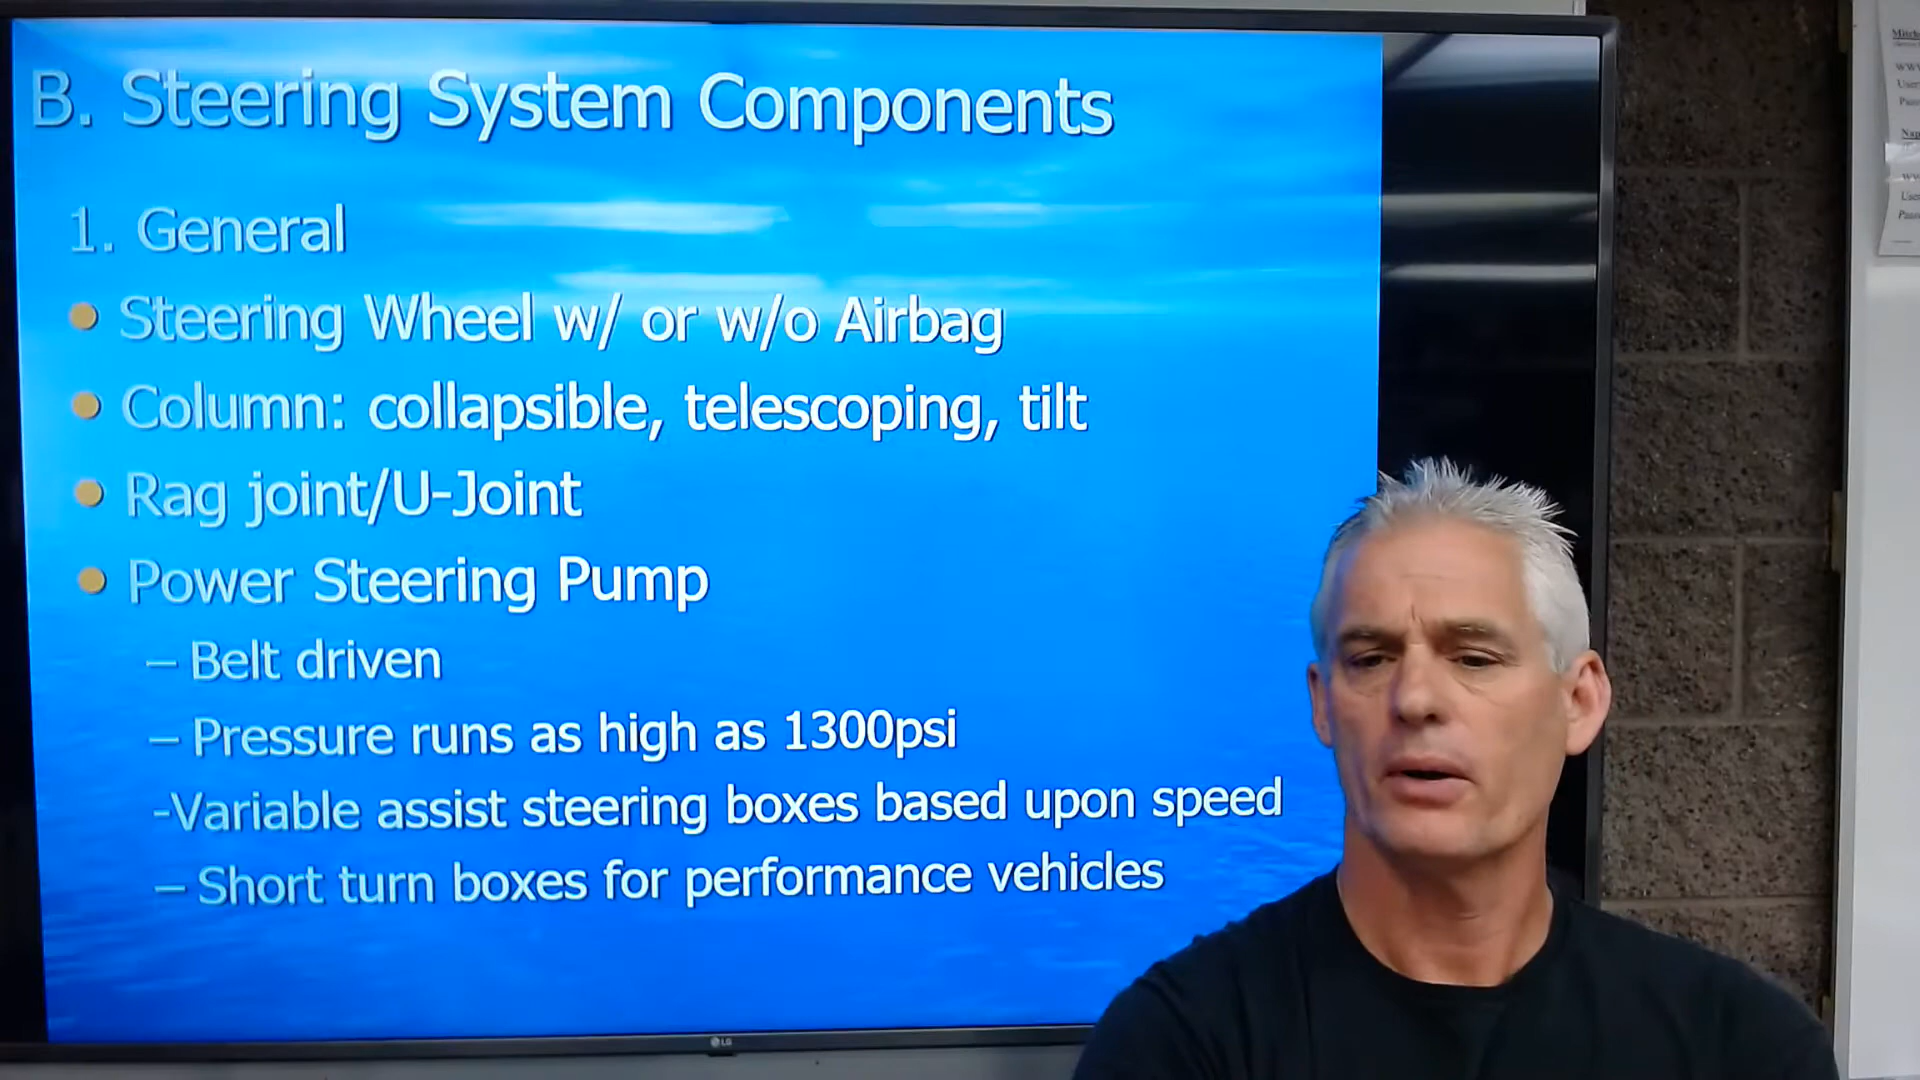 B. Steering System Components
1. General
Steering Wheel w/ or w/o Airbag
Column: collapsible, telescoping, tilt
Rag joint/U-Joint
Power Steering Pump
– Belt driven
– Pressure runs as high as 1300psi
-Variable assist steering boxes based upon speed
– Short turn boxes for performance vehicles
LG